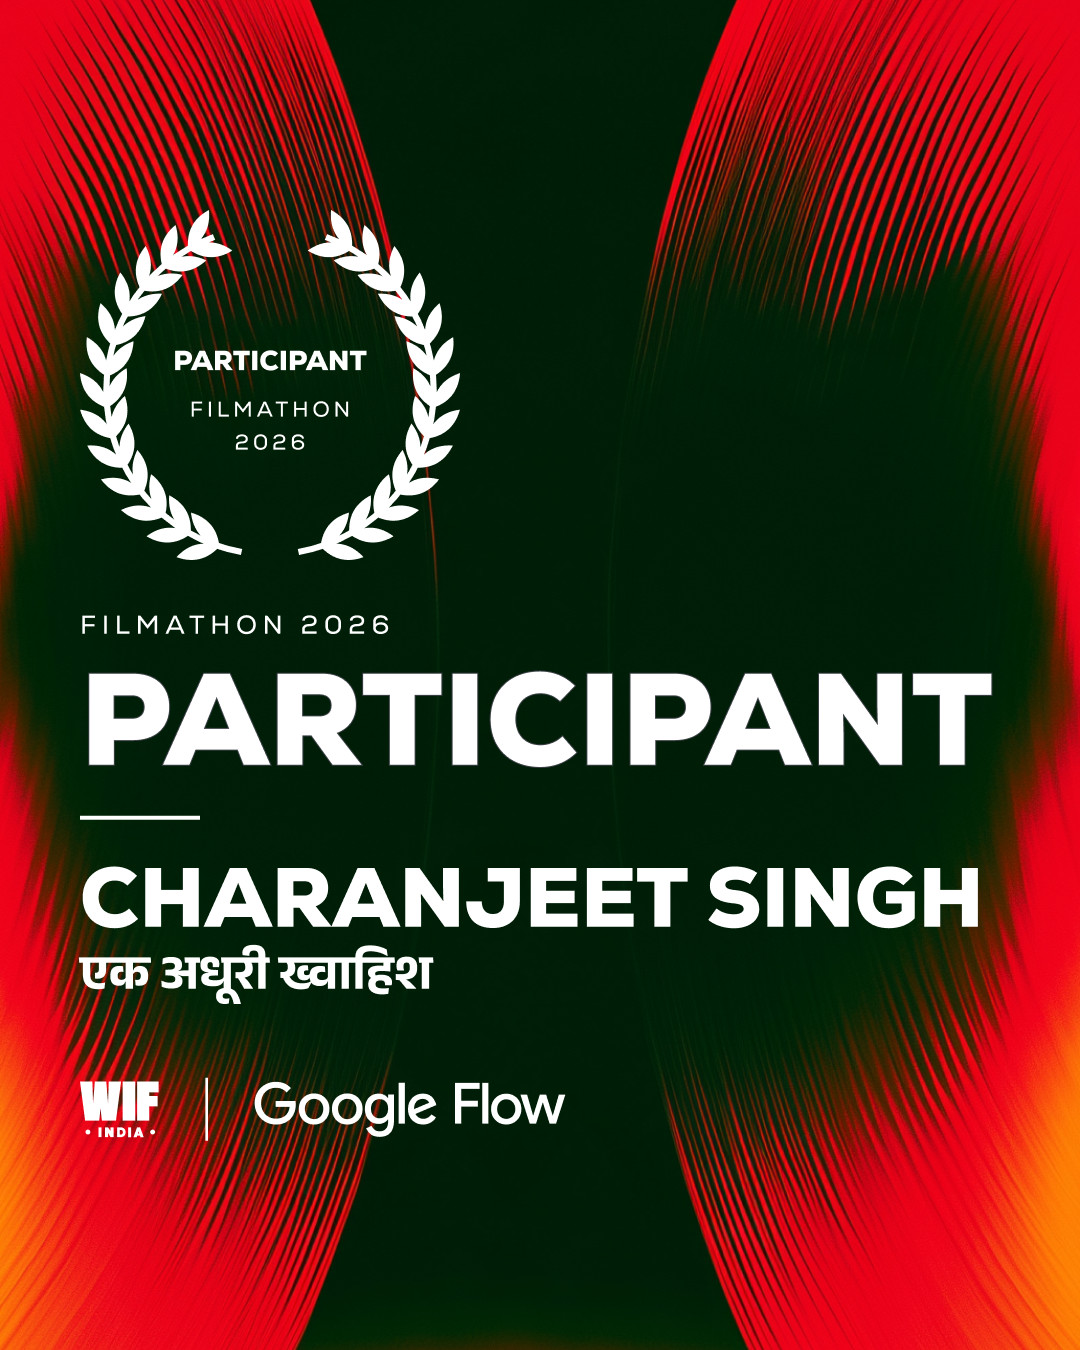 PARTICIPANT
FILMATHON
2026
FILMATHON 2026
PARTICIPANT
CHARANJEET SINGH
एक अधूरी ख्वाहिश
WIF
• INDIA •
Google Flow